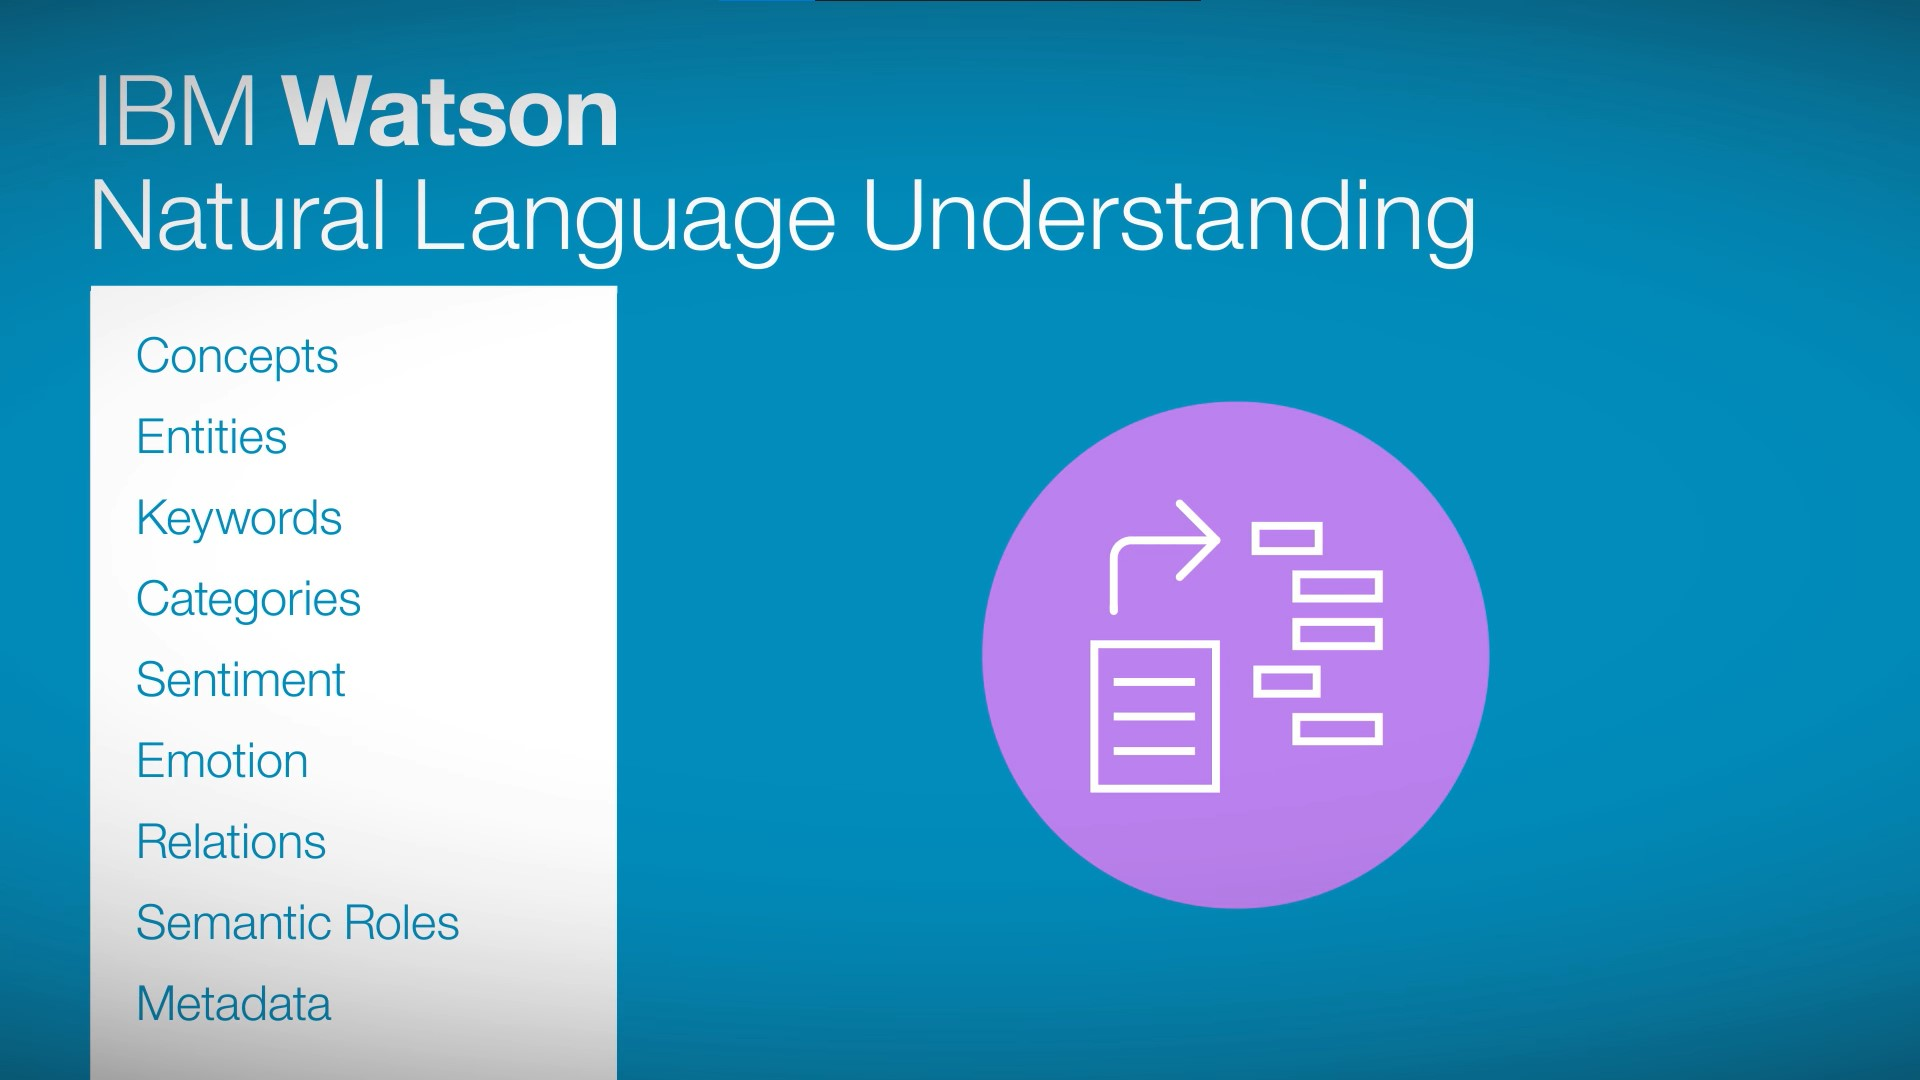 IBM Watson
Natural Language Understanding
Concepts
Entities
Keywords
Categories
Sentiment
Emotion
Relations
Semantic Roles
Metadata